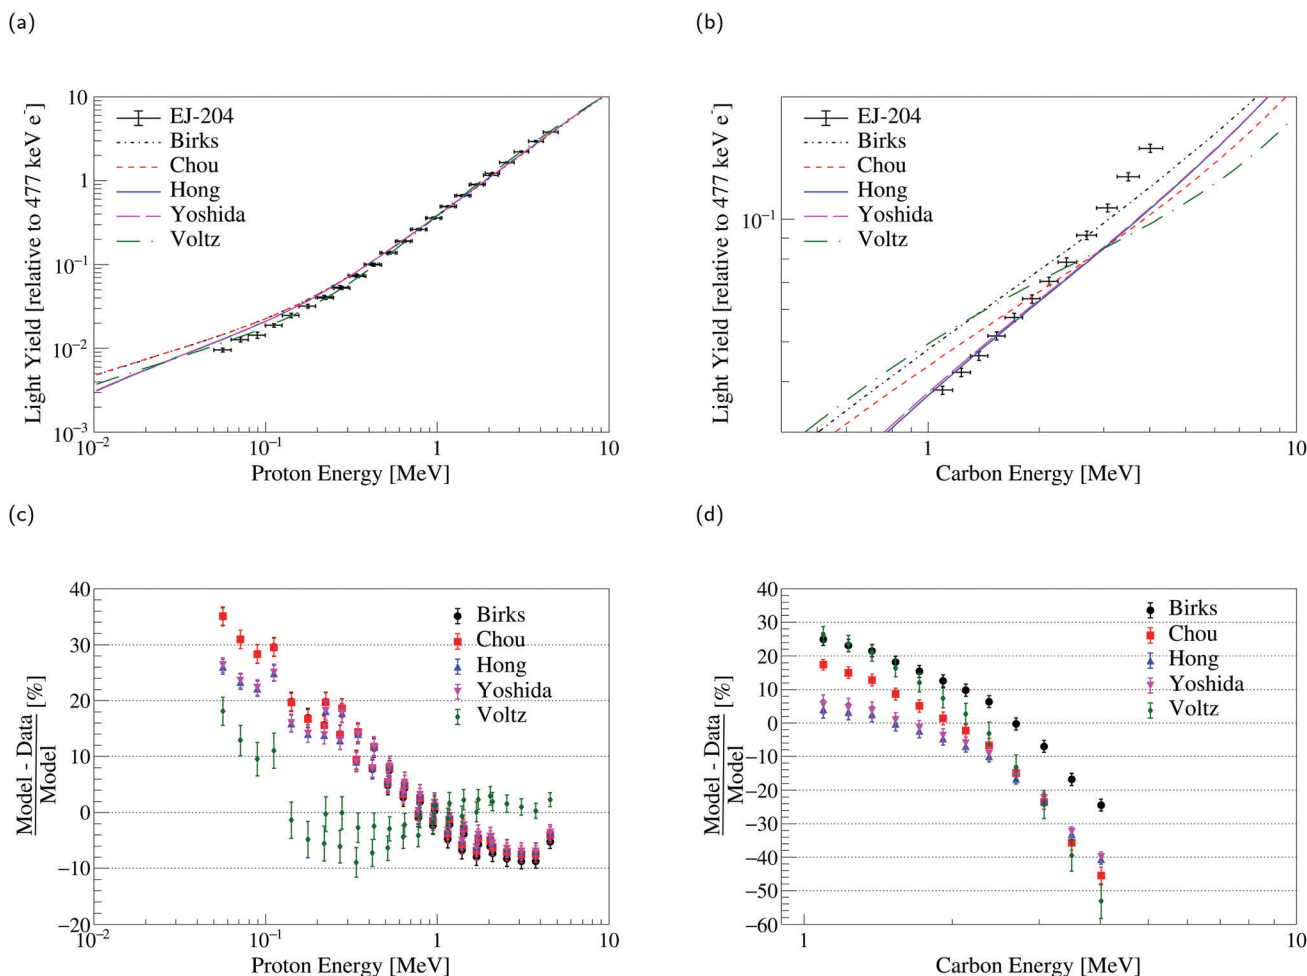 (a)
Light Yield [relative to 477 keV e⁻]
10
1
10⁻¹
10⁻²
10⁻³
EJ-204
Birks
Chou
Hong
Yoshida
Voltz
10⁻² 10⁻¹ 1 10
Proton Energy [MeV]
(b)
Light Yield [relative to 477 keV e⁻]
10⁻¹
EJ-204
Birks
Chou
Hong
Yoshida
Voltz
1 10
Carbon Energy [MeV]
(c)
Model - Data
Model
[%]
40
30
20
10
0
−10
−20
Birks
Chou
Hong
Yoshida
Voltz
10⁻² 10⁻¹ 1 10
Proton Energy [MeV]
(d)
Model - Data
Model
[%]
40
30
20
10
0
−10
−20
−30
−40
−50
−60
Birks
Chou
Hong
Yoshida
Voltz
1 10
Carbon Energy [MeV]